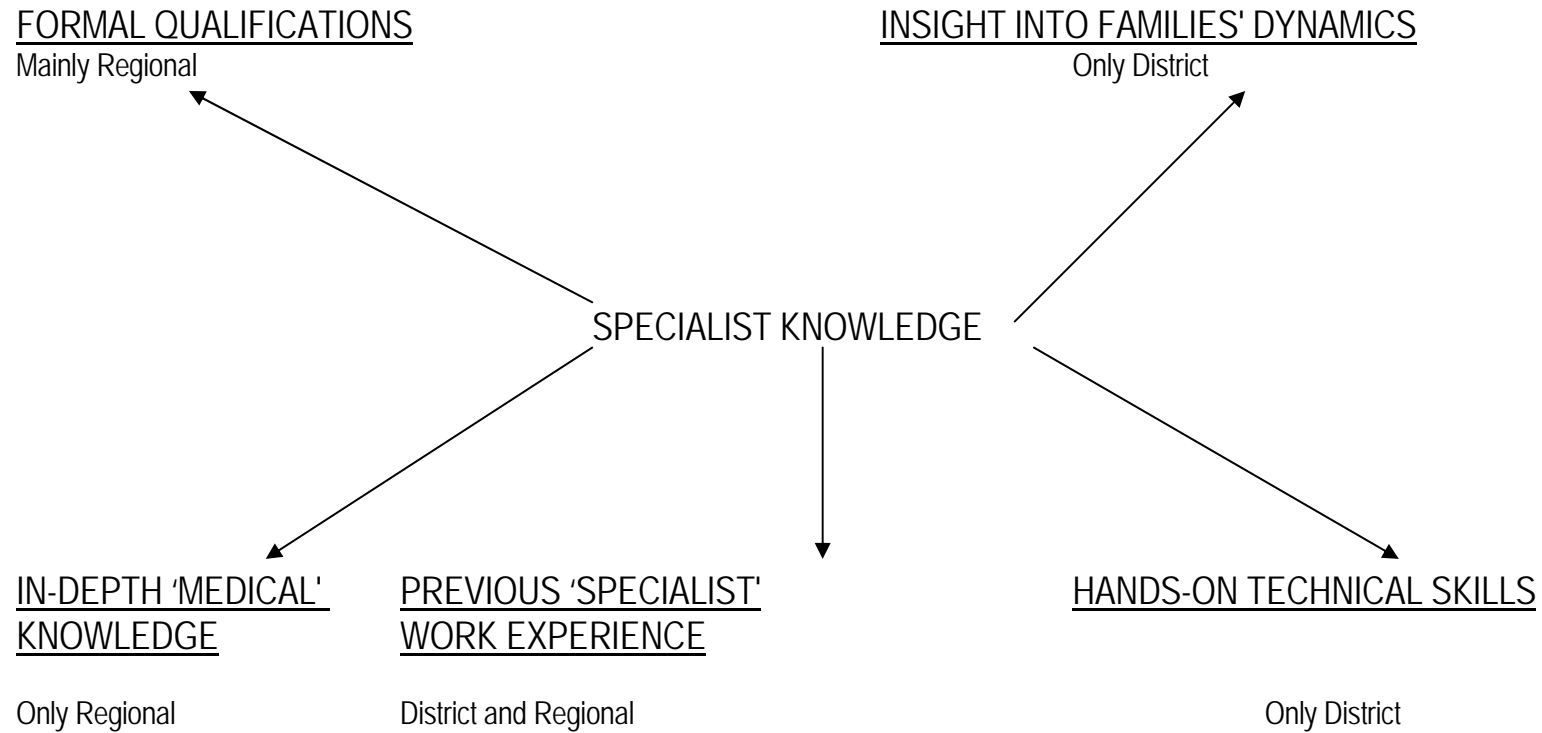 FORMAL QUALIFICATIONS
Mainly Regional
INSIGHT INTO FAMILIES' DYNAMICS
Only District
SPECIALIST KNOWLEDGE
IN-DEPTH ‘MEDICAL'
KNOWLEDGE
Only Regional
PREVIOUS ‘SPECIALIST'
WORK EXPERIENCE
District and Regional
HANDS-ON TECHNICAL SKILLS
Only District